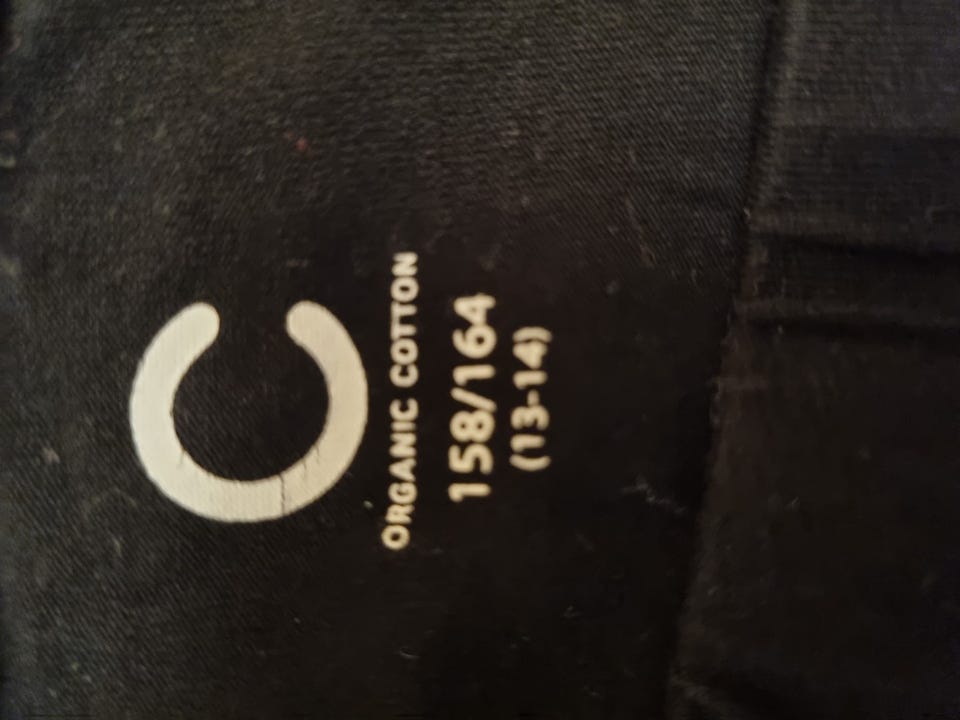 C
ORGANIC COTTON
158/164
(13-14)